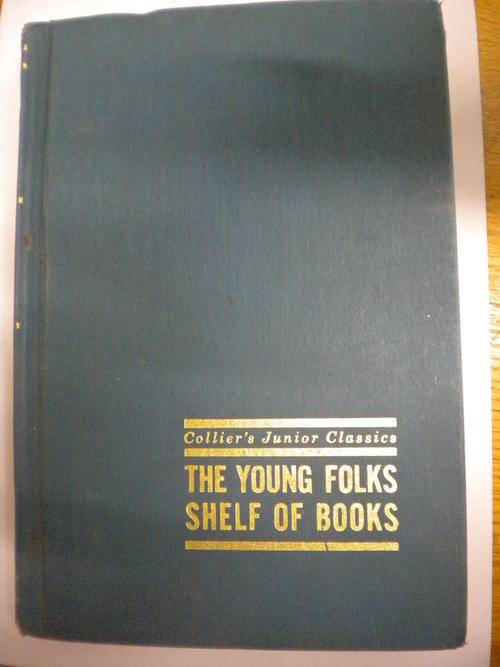 Collier's Junior Classics
THE YOUNG FOLKS
SHELF OF BOOKS